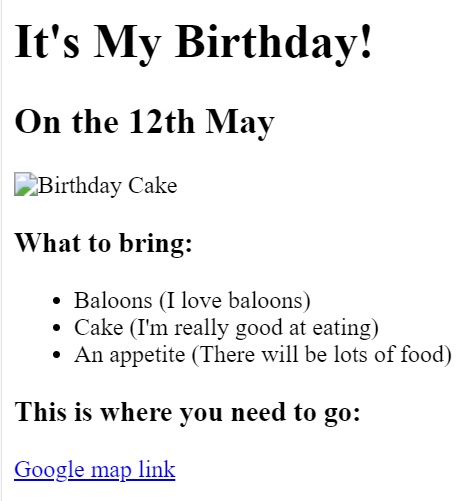 It's My Birthday!
On the 12th May
Birthday Cake
What to bring:
Baloons (I love baloons)
Cake (I'm really good at eating)
An appetite (There will be lots of food)
This is where you need to go:
Google map link